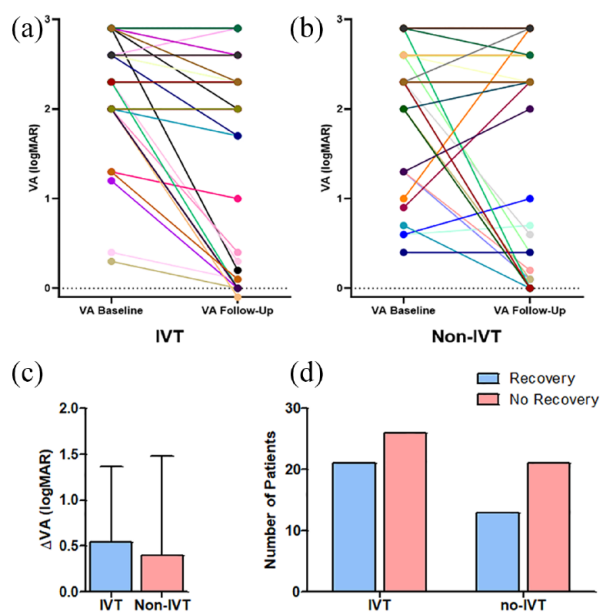 (a)
(b)
VA (logMAR)
3
2
1
0
VA Baseline
VA Follow-Up
IVT
VA (logMAR)
3
2
1
0
VA Baseline
VA Follow-Up
Non-IVT
(c)
(d)
ΔVA (logMAR)
2.0
1.5
1.0
0.5
0.0
IVT
Non-IVT
Recovery
No Recovery
Number of Patients
30
20
10
0
IVT
no-IVT